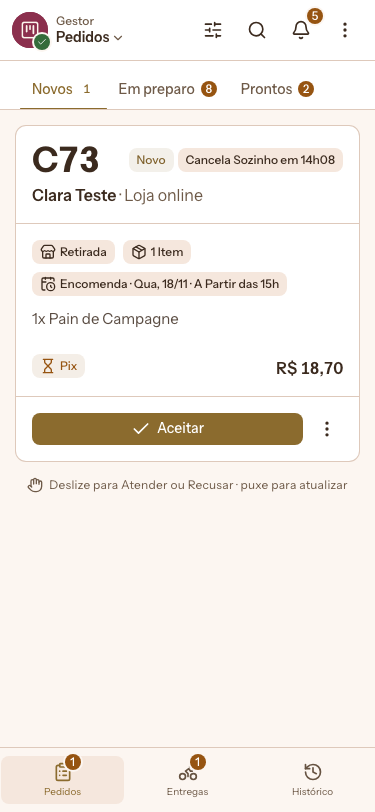 Gestor
Pedidos
5
Novos 1
Em preparo 8
Prontos 2
C73
Novo
Cancela Sozinho em 14h08
Clara Teste · Loja online
Retirada
1 Item
Encomenda · Qua, 18/11 · A Partir das 15h
1x Pain de Campagne
Pix
R$ 18,70
Aceitar
Deslize para Atender ou Recusar · puxe para atualizar
1
Pedidos
1
Entregas
Histórico